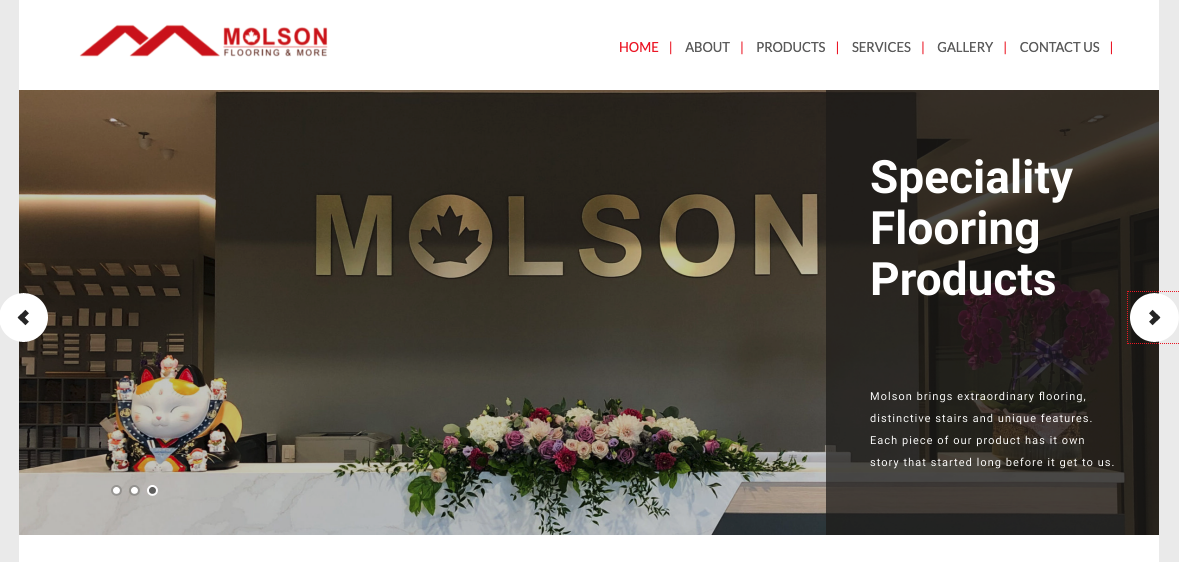 MOLSON
FLOORING & MORE
HOME | ABOUT | PRODUCTS | SERVICES | GALLERY | CONTACT US |
MOLSON
Speciality
Flooring
Products
Molson brings extraordinary flooring,
distinctive stairs and unique features.
Each piece of our product has it own
story that started long before it get to us.